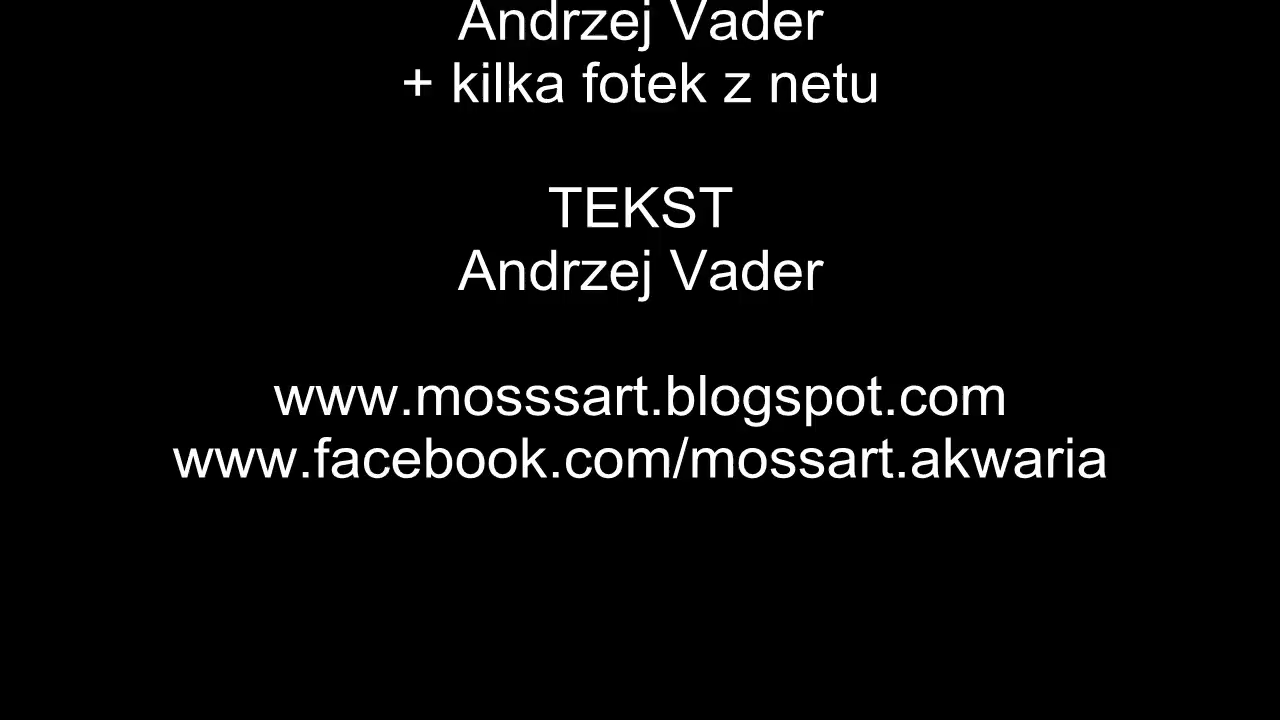 Andrzej Vader
+ kilka fotek z netu
TEKST
Andrzej Vader
www.mosssart.blogspot.com
www.facebook.com/mossart.akwaria